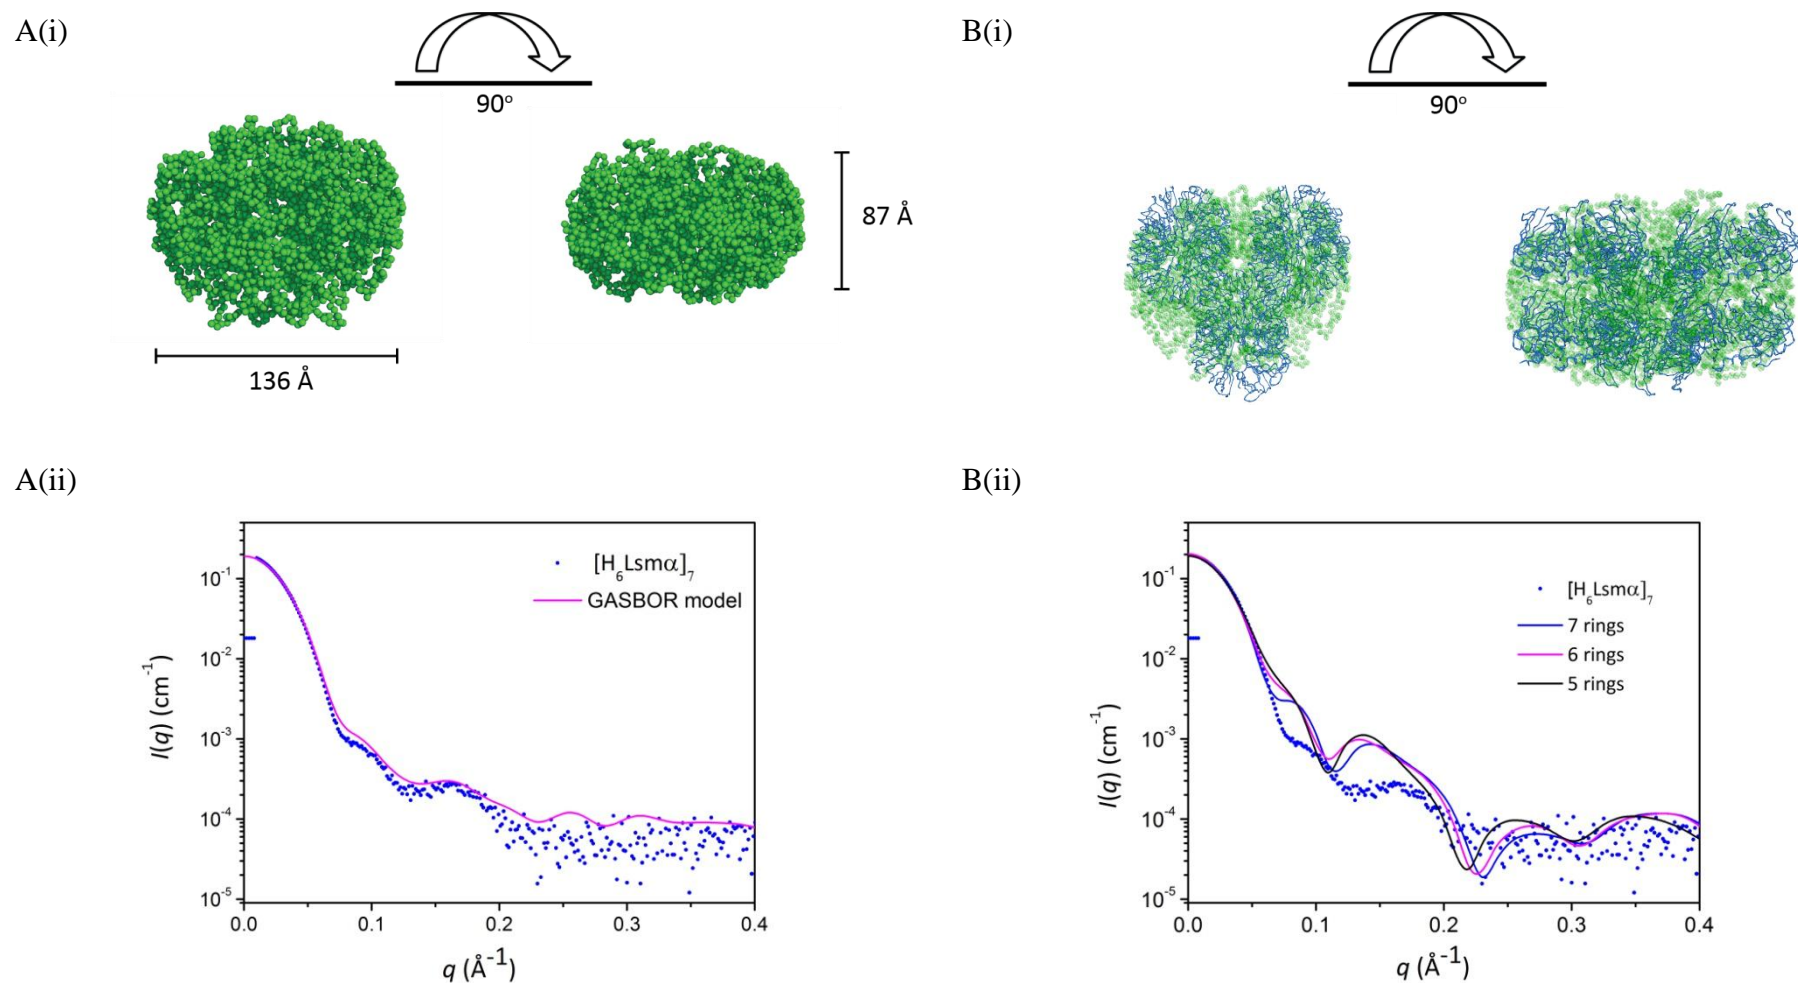 A(i)
90°
87 Å
136 Å
B(i)
90°
A(ii)
[H₆Lsmα]₇
GASBOR model
10⁻¹
10⁻²
10⁻³
10⁻⁴
10⁻⁵
I(q) (cm⁻¹)
0.0 0.1 0.2 0.3 0.4
q (Å⁻¹)
B(ii)
[H₆Lsmα]₇
7 rings
6 rings
5 rings
10⁻¹
10⁻²
10⁻³
10⁻⁴
10⁻⁵
I(q) (cm⁻¹)
0.0 0.1 0.2 0.3 0.4
q (Å⁻¹)